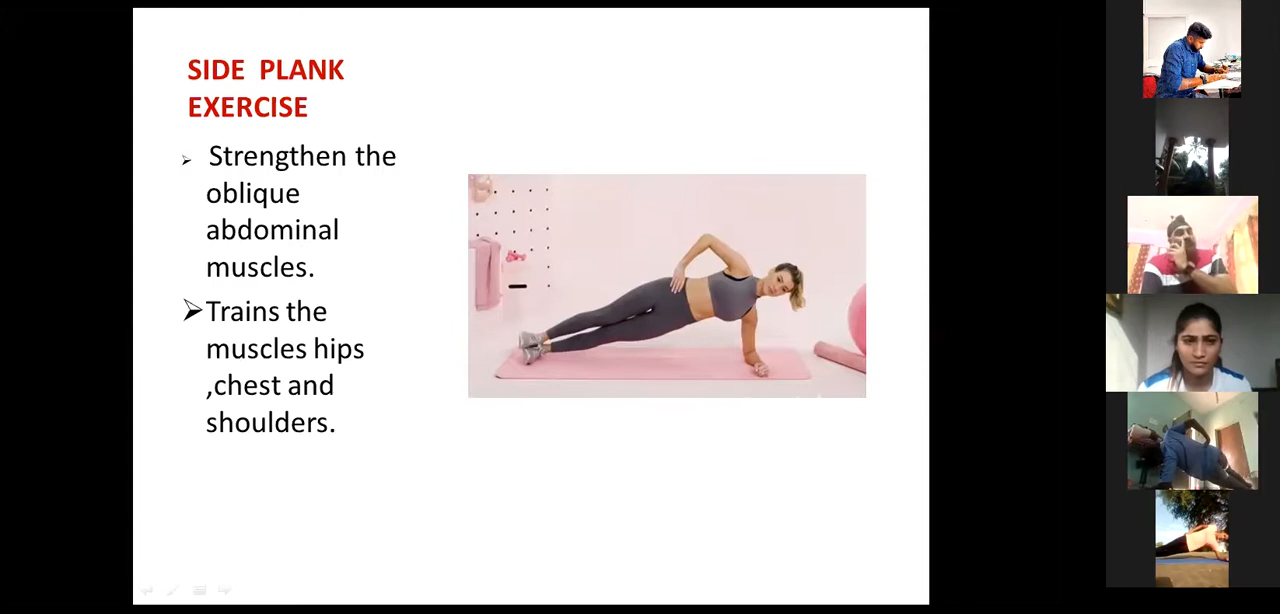 SIDE PLANK
EXERCISE
➢ Strengthen the
oblique
abdominal
muscles.
➢Trains the
muscles hips
,chest and
shoulders.